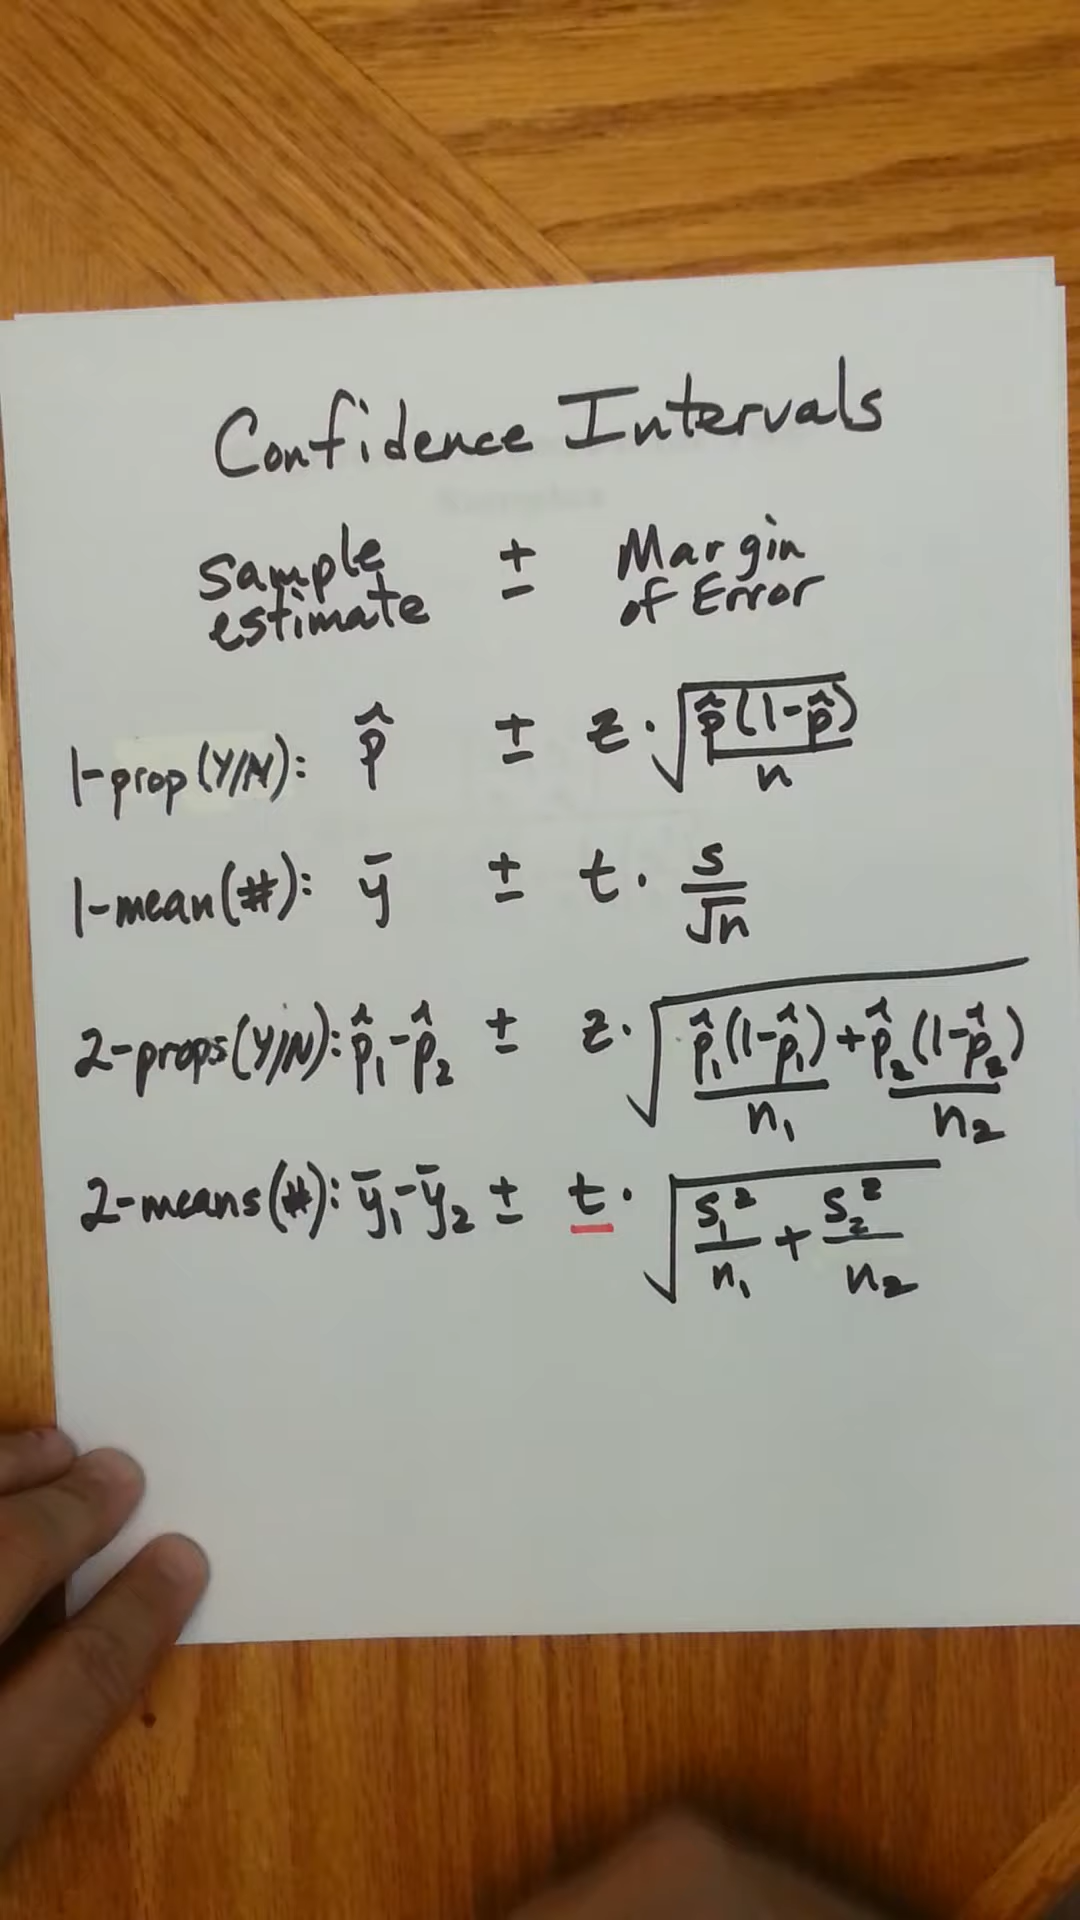 Confidence Intervals
Sample estimate ± Margin of Error
1-prop(Y/N): p̂ ± z·√(p̂(1-p̂)/n)
1-mean(#): ȳ ± t·s/√n
2-props(Y/N): p̂₁-p̂₂ ± z·√(p̂₁(1-p̂₁)/n₁+p̂₂(1-p̂₂)/n₂)
2-means(#): ȳ₁-ȳ₂ ± t·√(s₁²/n₁+s₂²/n₂)